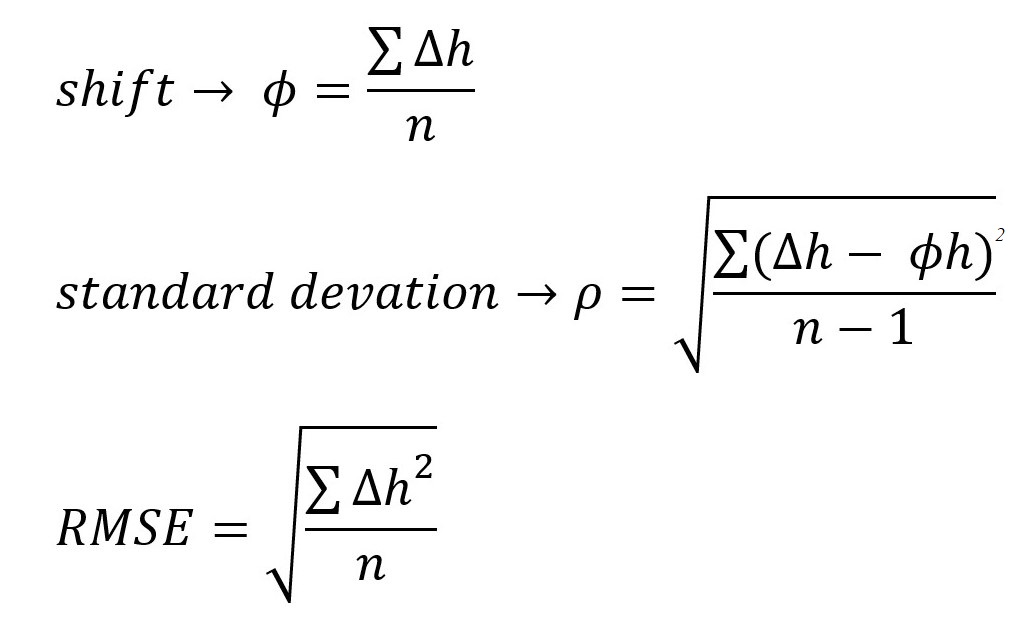 shift → ϕ = ∑ Δh / n
standard devation → ρ = √(∑(Δh − ϕh)² / n − 1)
RMSE = √(∑ Δh² / n)